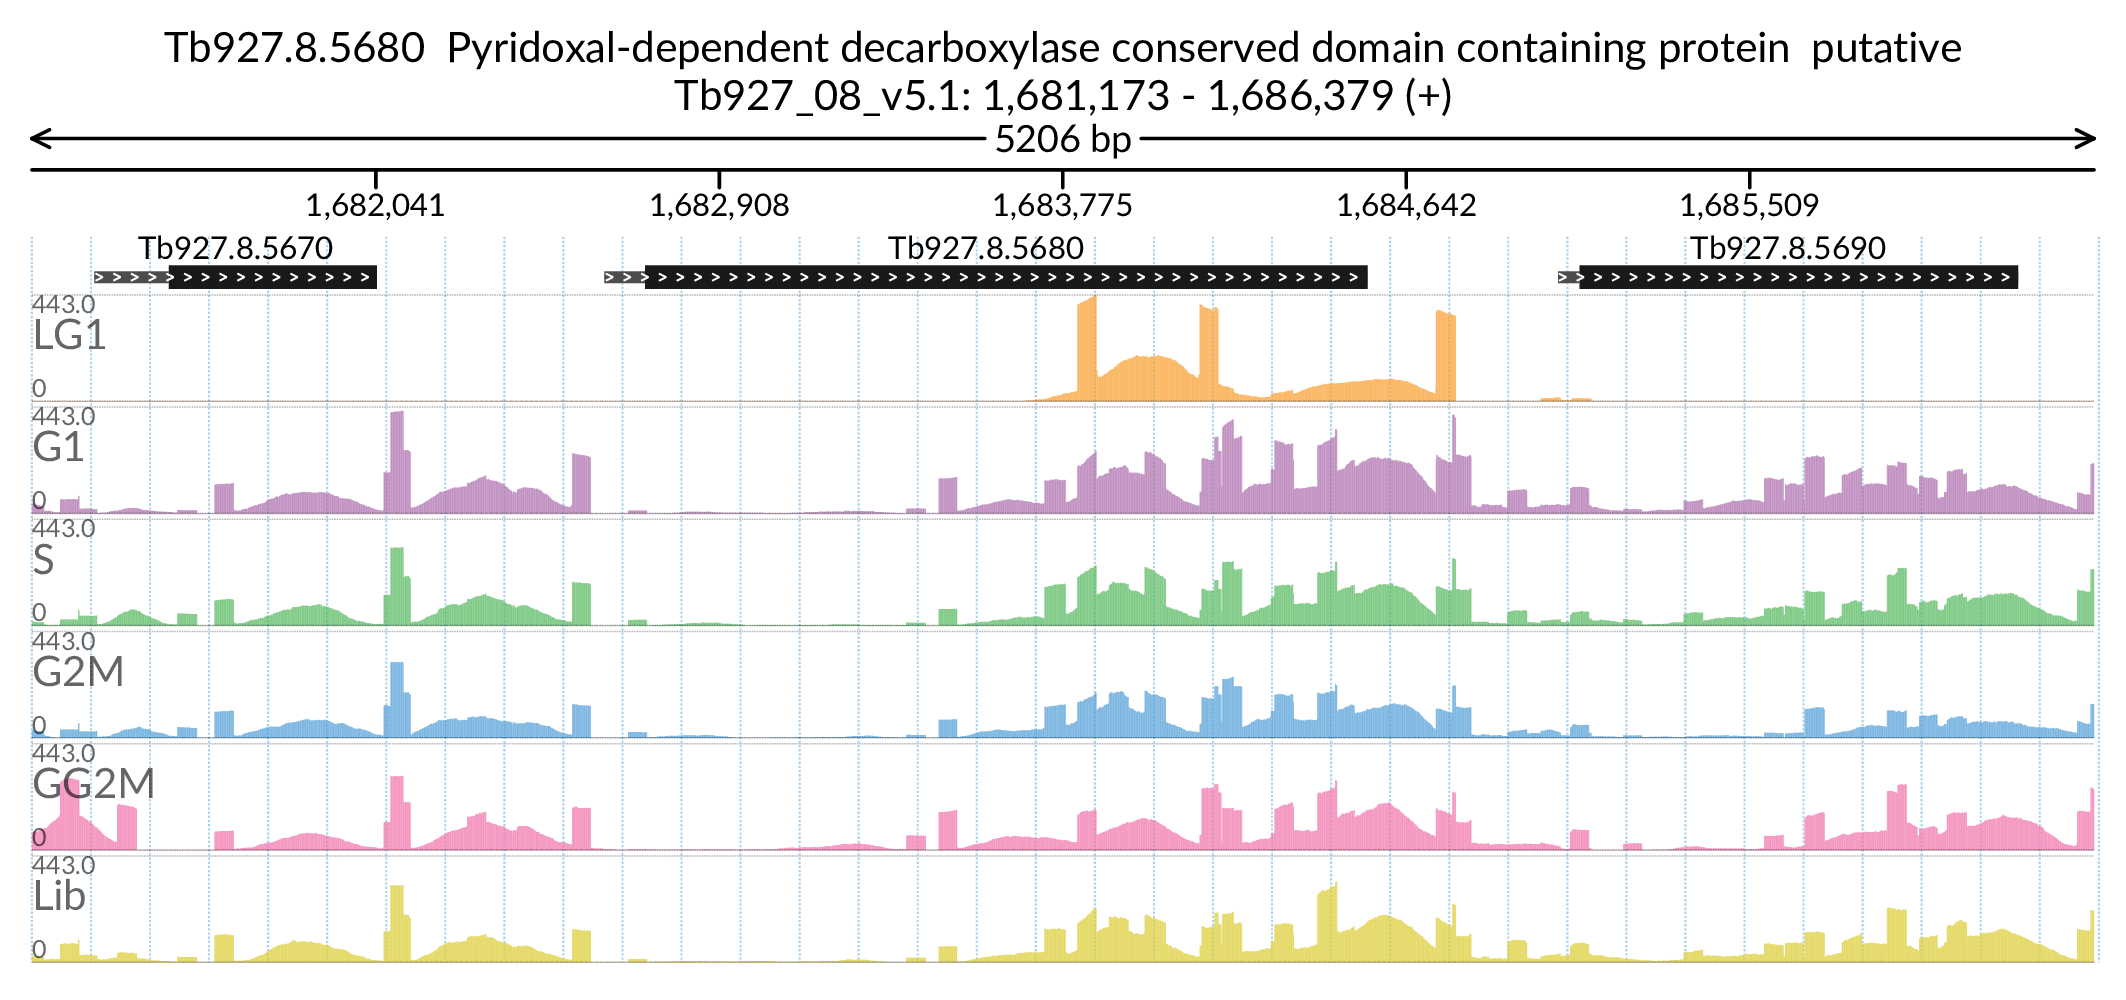 Tb927.8.5680  Pyridoxal-dependent decarboxylase conserved domain containing protein  putative
Tb927_08_v5.1: 1,681,173 - 1,686,379 (+)
5206 bp
1,682,041 1,682,908 1,683,775 1,684,642 1,685,509
Tb927.8.5670 Tb927.8.5680 Tb927.8.5690
443.0
LG1
0
443.0
G1
0
443.0
S
0
443.0
G2M
0
443.0
GG2M
0
443.0
Lib
0